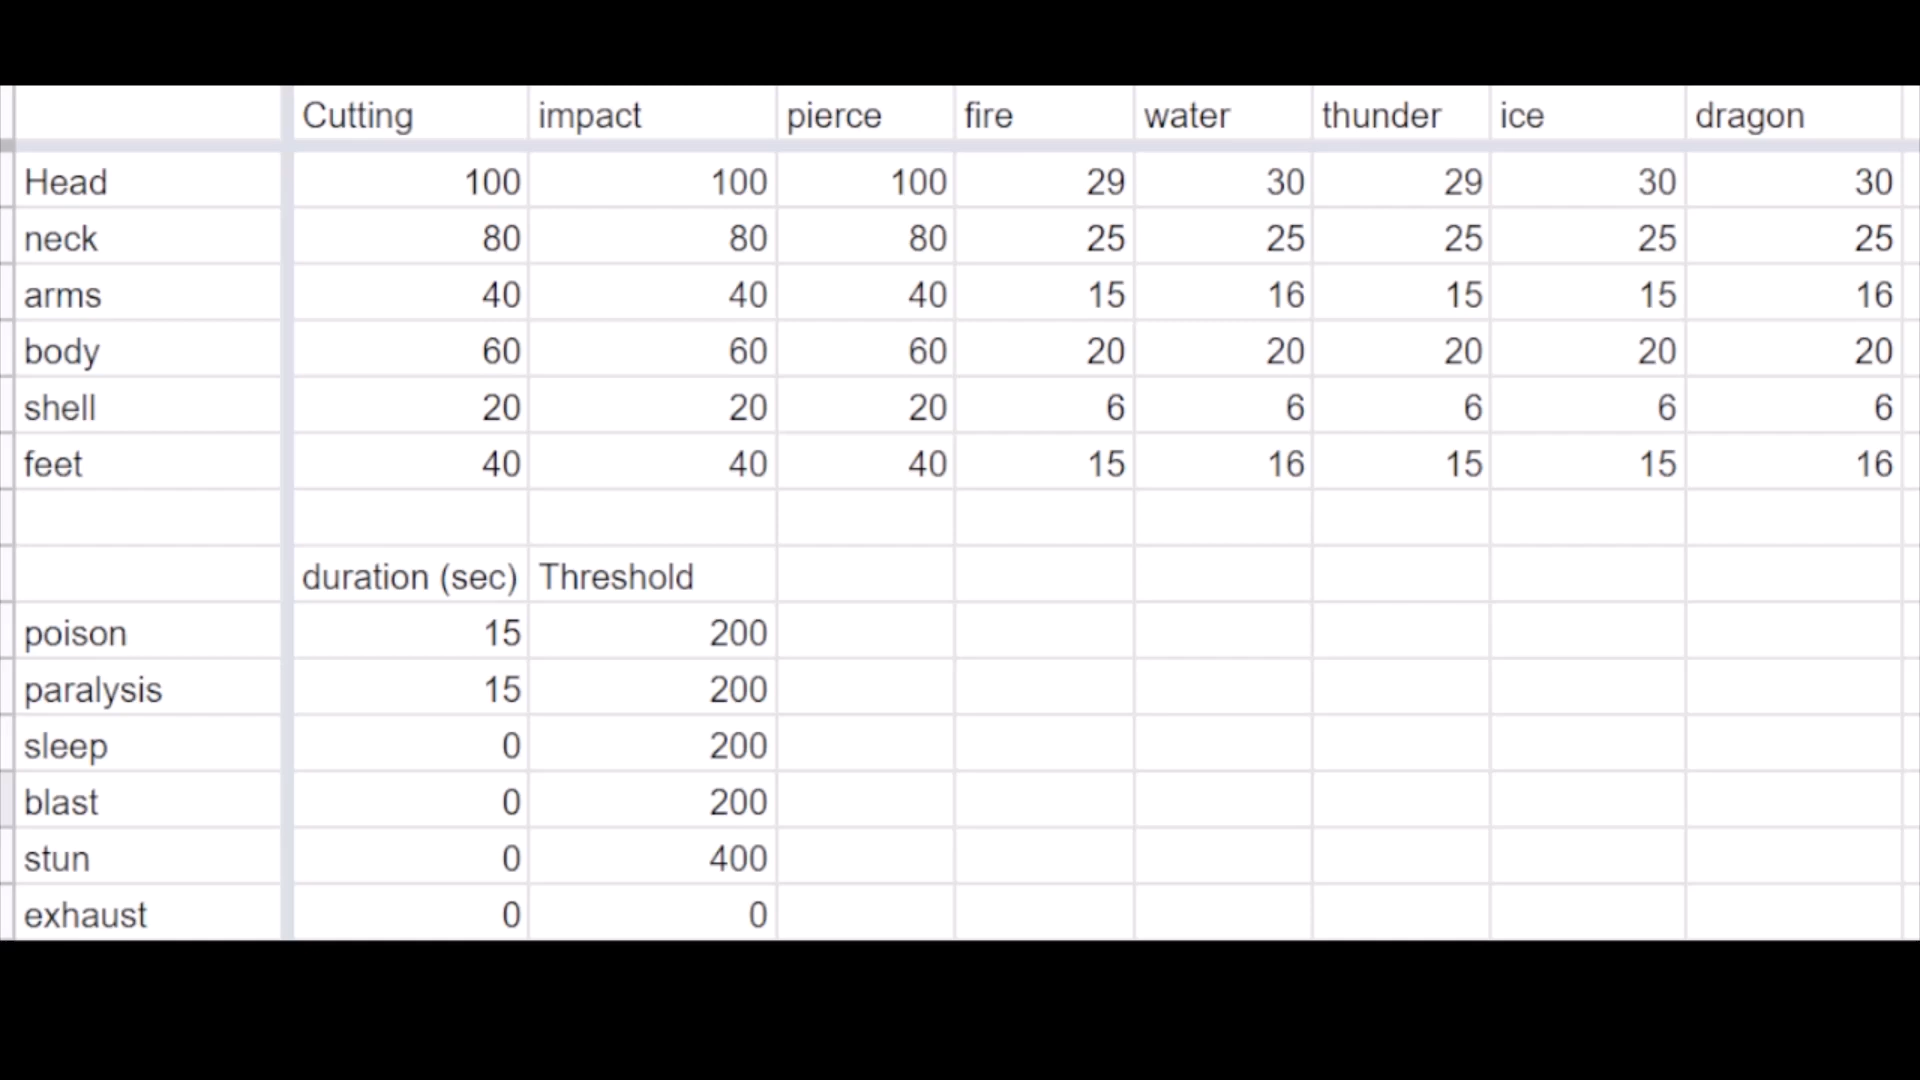 Cutting impact pierce fire water thunder ice dragon
Head 100 100 100 29 30 29 30 30
neck 80 80 80 25 25 25 25 25
arms 40 40 40 15 16 15 15 16
body 60 60 60 20 20 20 20 20
shell 20 20 20 6 6 6 6 6
feet 40 40 40 15 16 15 15 16
duration (sec) Threshold
poison 15 200
paralysis 15 200
sleep 0 200
blast 0 200
stun 0 400
exhaust 0 0